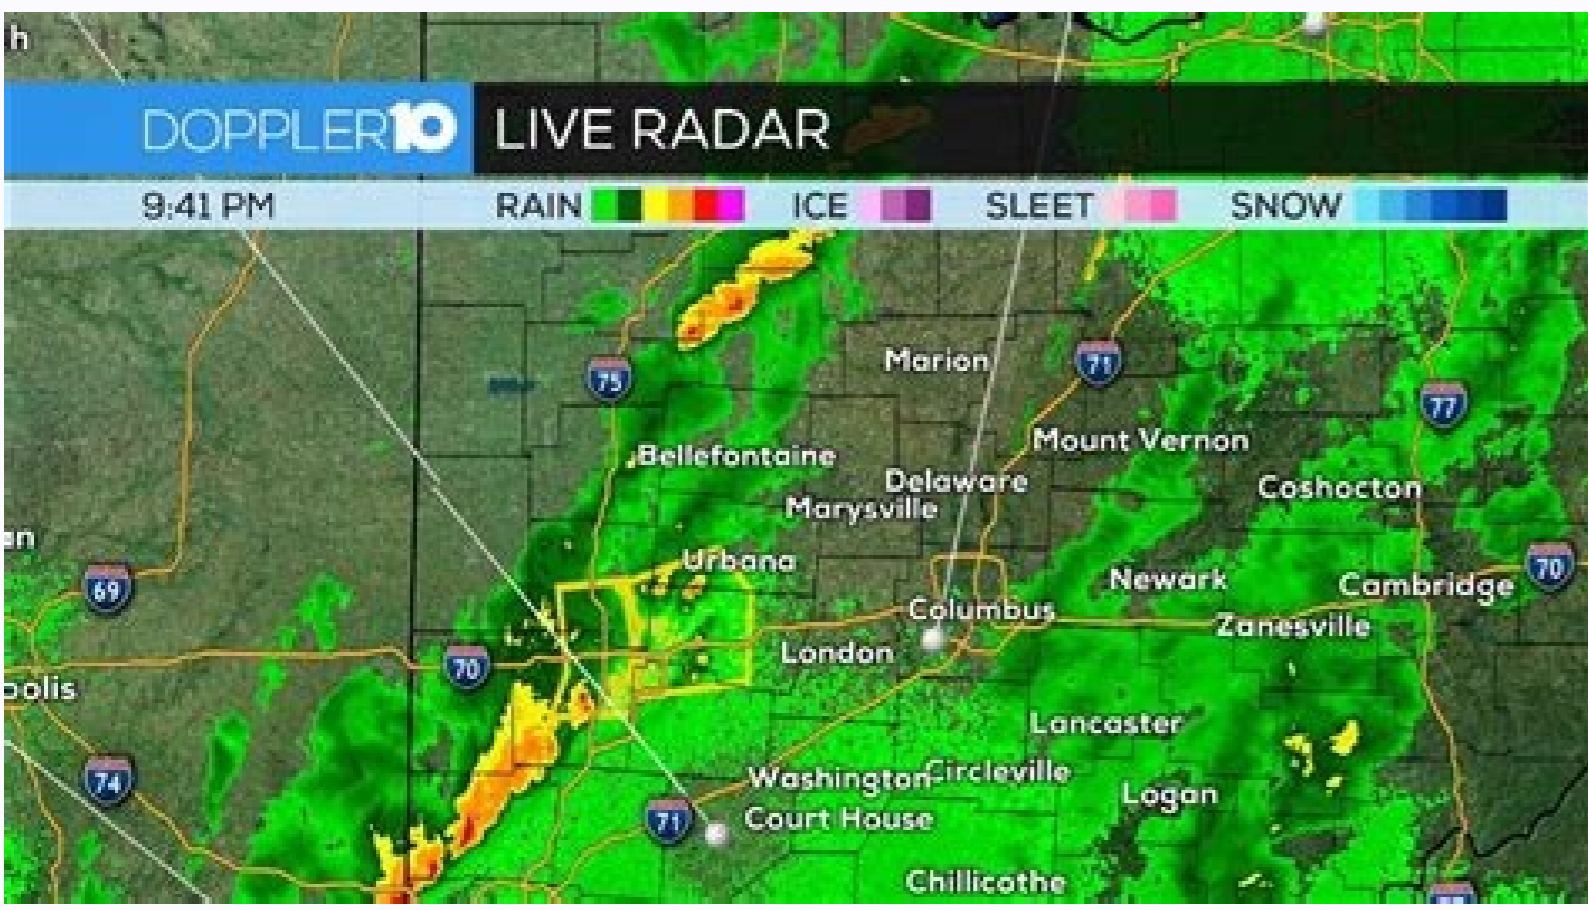 h
DOPPLER10 LIVE RADAR
9:41 PM RAIN ICE SLEET SNOW
Marion
71
75
77
Mount Vernon
Bellefontaine
Delaware
Coshocton
Marysville
an
Urbana
70
69
Newark
Cambridge
Columbus
Zanesville
London
70
polis
Lancaster
74
Washington
Circleville
Logan
71
Court House
Chillicothe